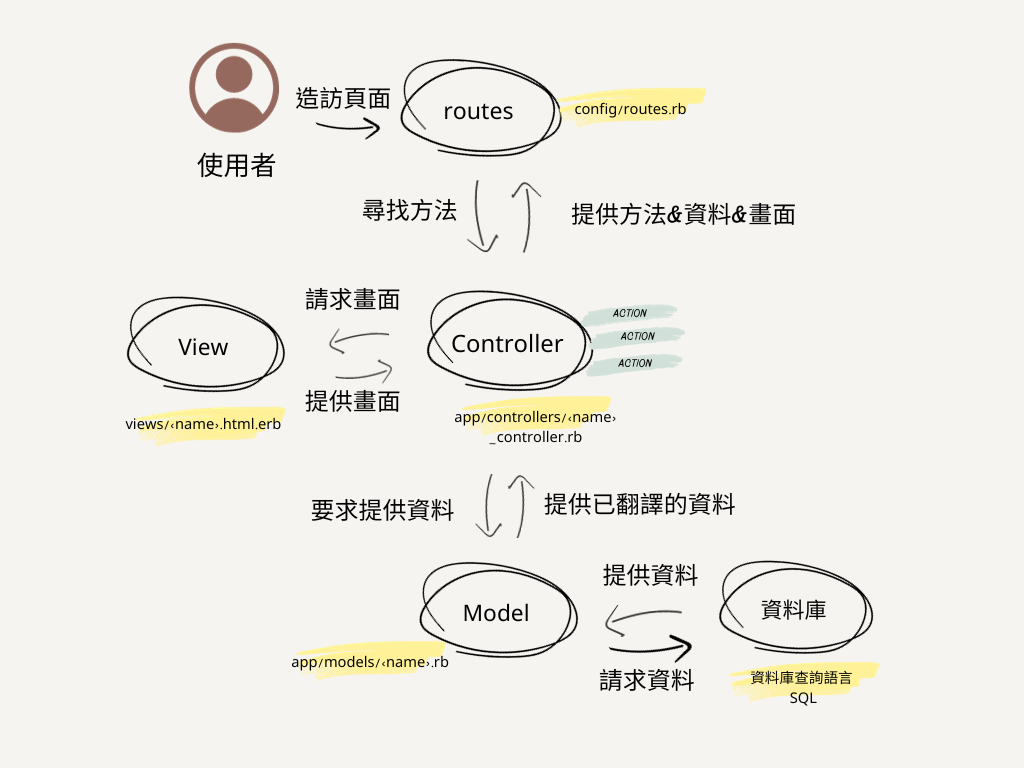 造訪頁面
routes
config/routes.rb
使用者
尋找方法
提供方法&資料&畫面
請求畫面
View
Controller
ACTION
ACTION
ACTION
提供畫面
views/‹name›.html.erb
app/controllers/‹name›
_controller.rb
要求提供資料
提供已翻譯的資料
Model
提供資料
資料庫
app/models/‹name›.rb
請求資料
資料庫查詢語言
SQL